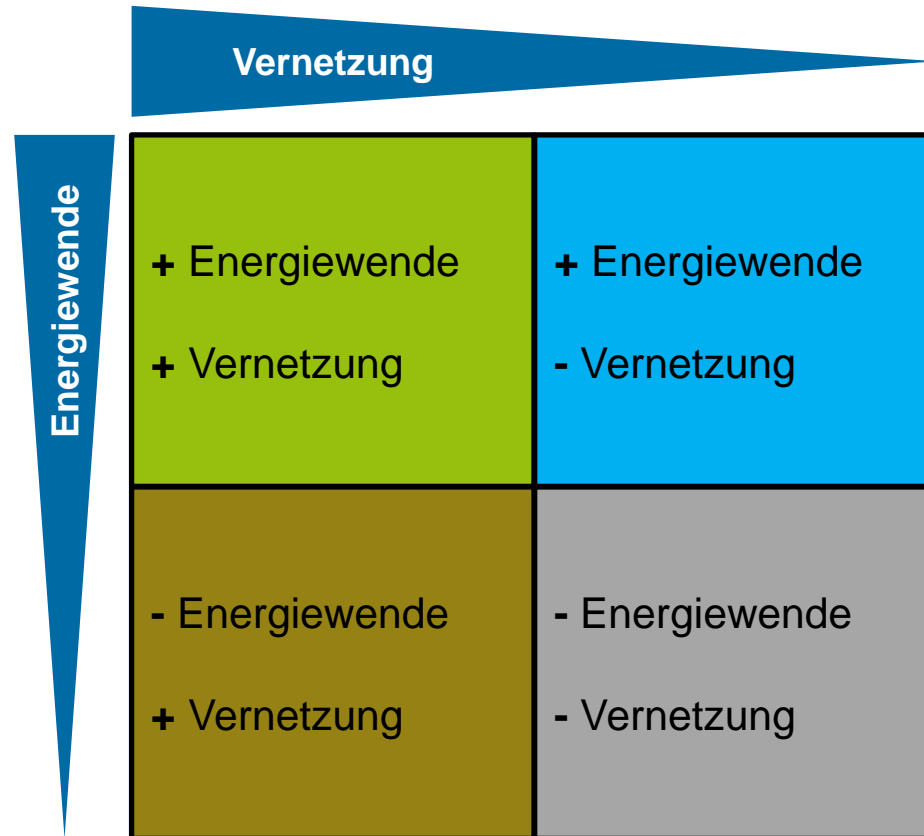 Vernetzung
Energiewende
+ Energiewende
+ Vernetzung
+ Energiewende
- Vernetzung
- Energiewende
+ Vernetzung
- Energiewende
- Vernetzung